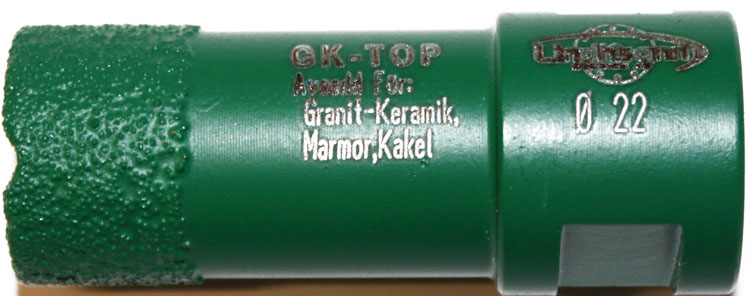 GK-TOP
Avsedd För:
Granit-Keramik,
Marmor,Kakel
Ø 22